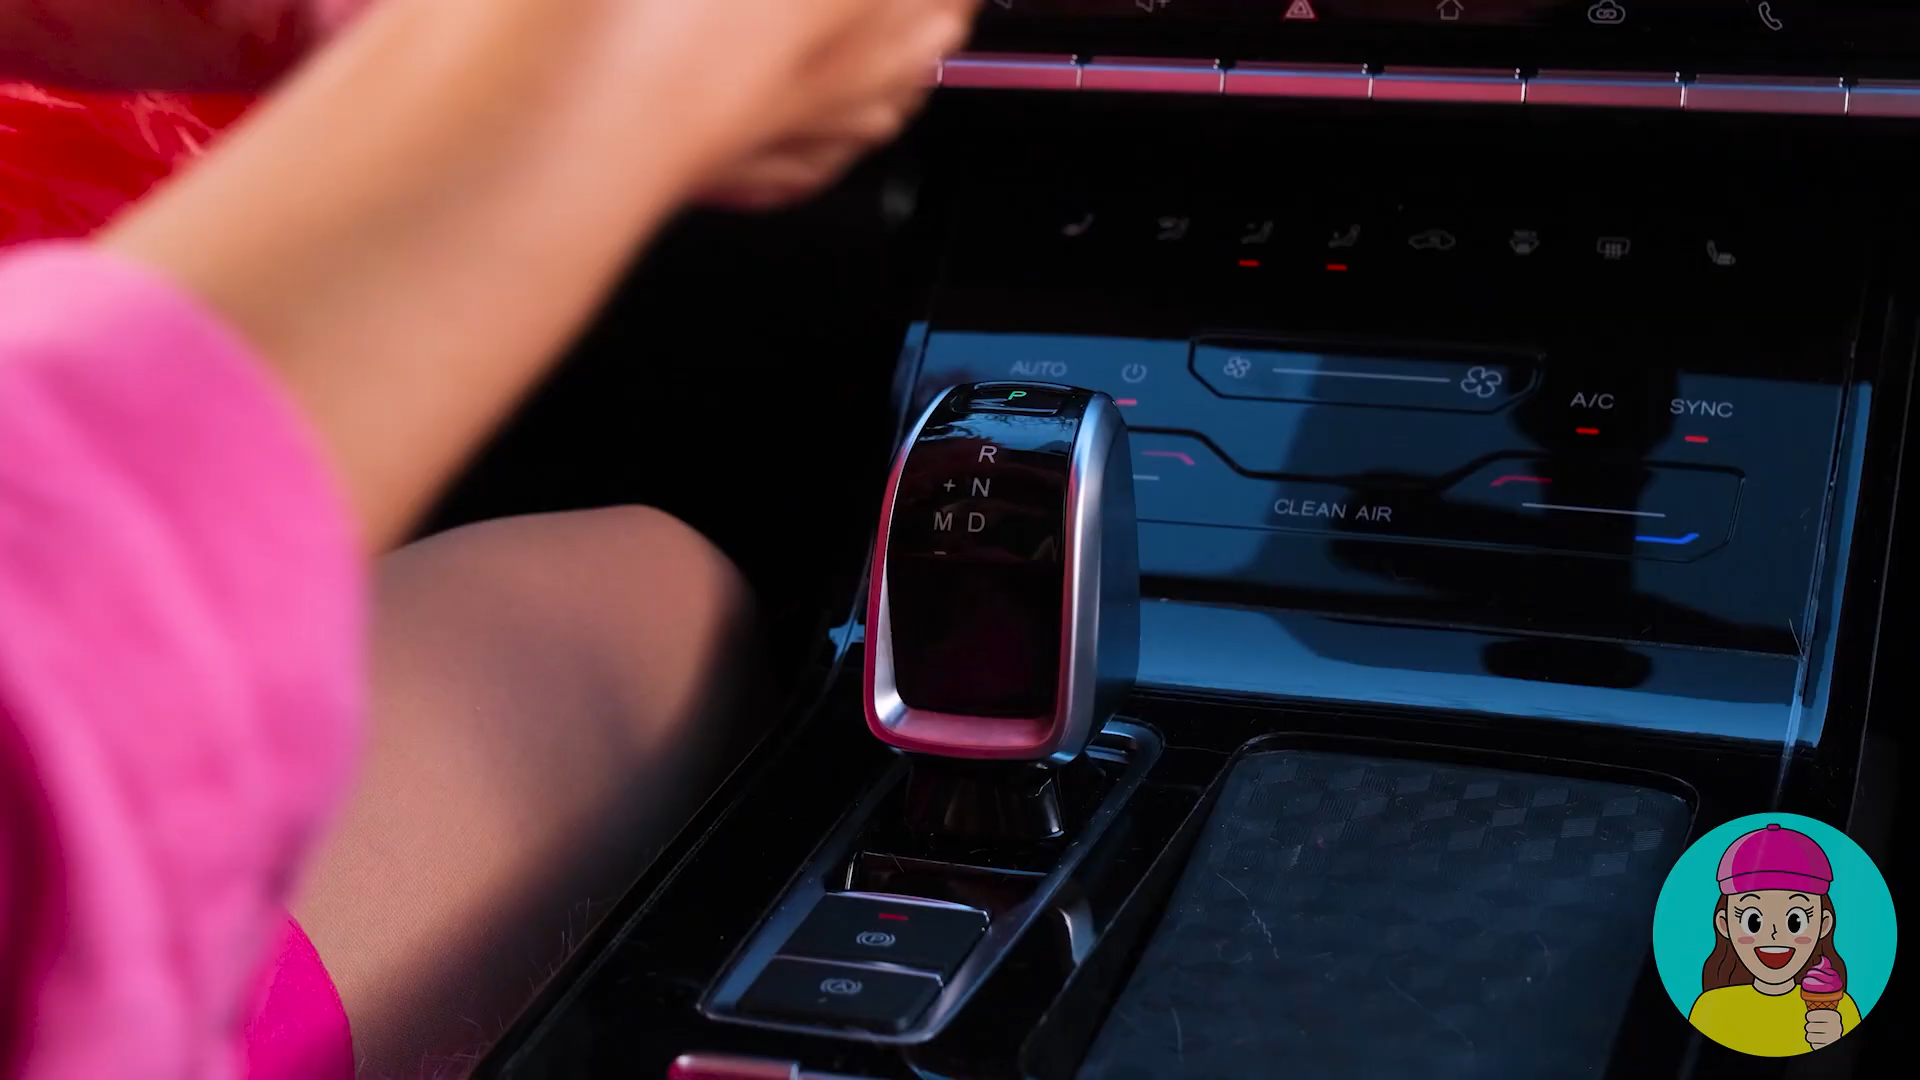 AUTO
A/C
SYNC
CLEAN AIR
P
R
+ N
M D
-
P
A